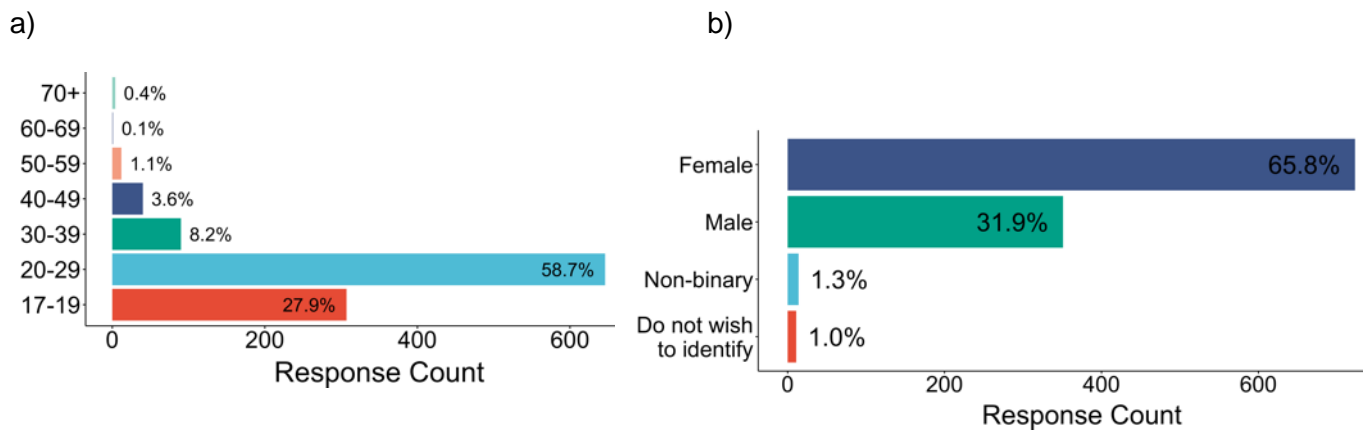 a)
70+
0.4%
60-69
0.1%
50-59
1.1%
40-49
3.6%
30-39
8.2%
20-29
58.7%
17-19
27.9%
0
200
400
600
Response Count
b)
Female
65.8%
Male
31.9%
Non-binary
1.3%
Do not wish
to identify
1.0%
0
200
400
600
Response Count